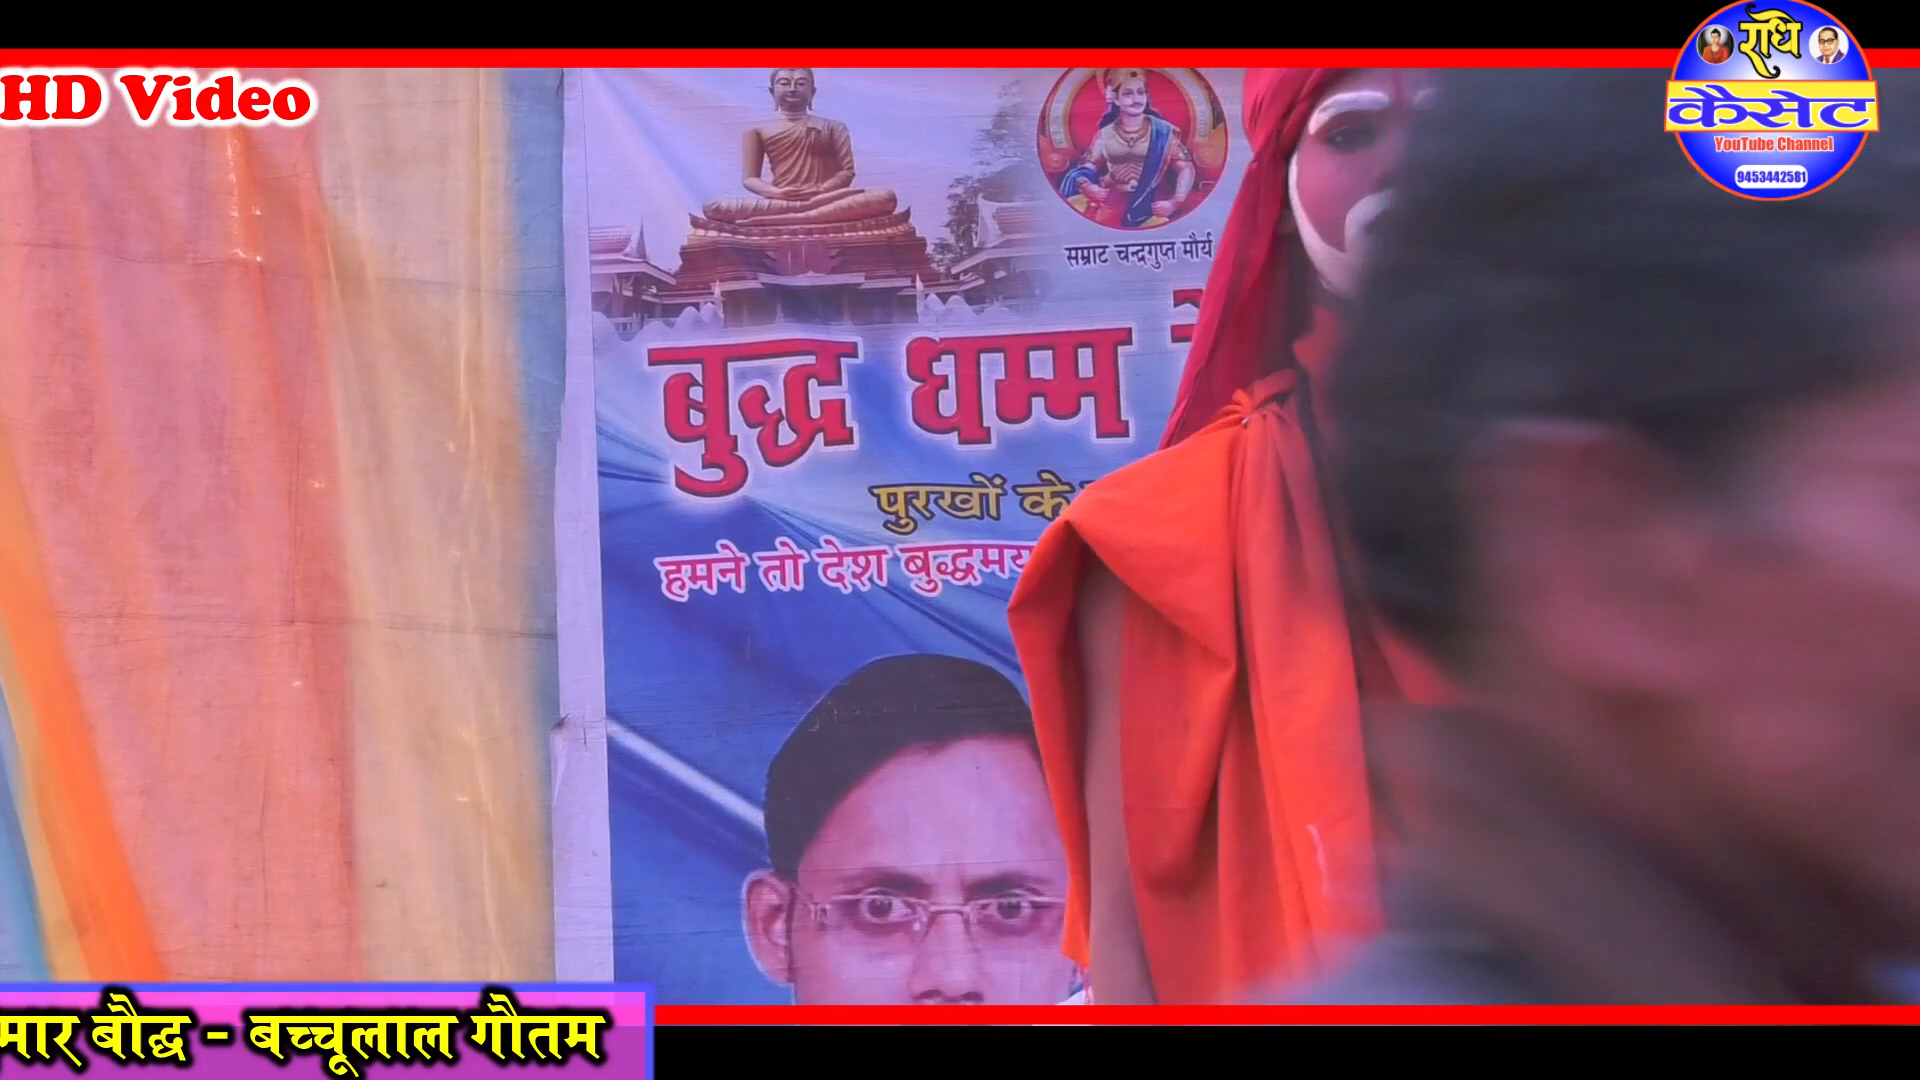 HD Video
राधे
कैसेट
YouTube Channel
9453442581
सम्राट चन्द्रगुप्त मौर्य
बुद्ध धम्म
पुरखों के
हमने तो देश बुद्धमय
मार बौद्ध - बच्चूलाल गौतम